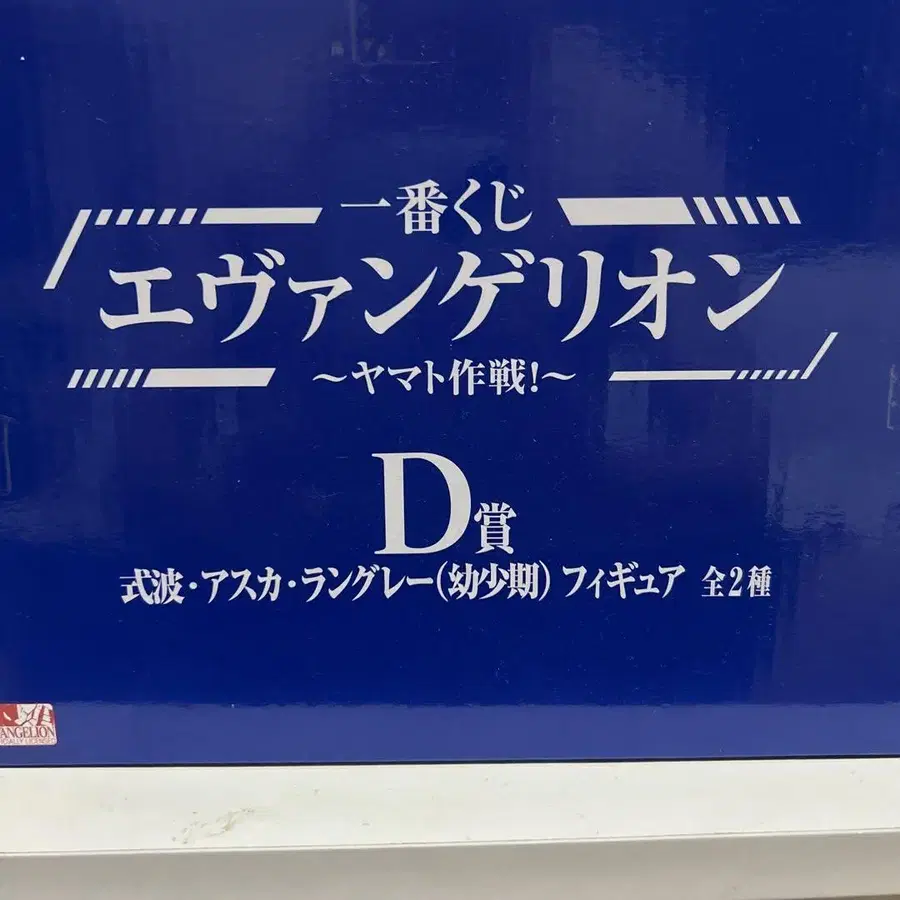 一番くじ
エヴァンゲリオン
～ヤマト作戦!～
D賞
式波・アスカ・ラングレー(幼少期) フィギュア 全2種
ANGELION